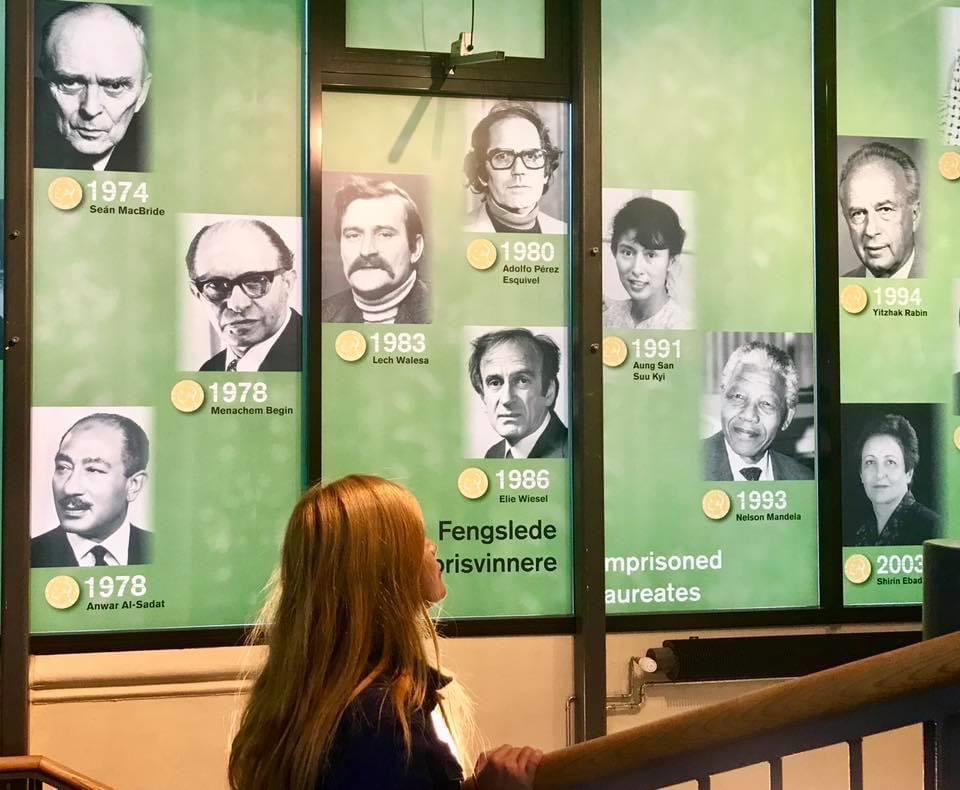 1974
Seán MacBride
1978
Menachem Begin
1978
Anwar Al-Sadat
1980
Adolfo Pérez
Esquivel
1983
Lech Walesa
1986
Elie Wiesel
Fengslede
prisvinnere
1991
Aung San
Suu Kyi
1993
Nelson Mandela
mprisoned
aureates
1994
Yitzhak Rabin
2003
Shirin Ebad